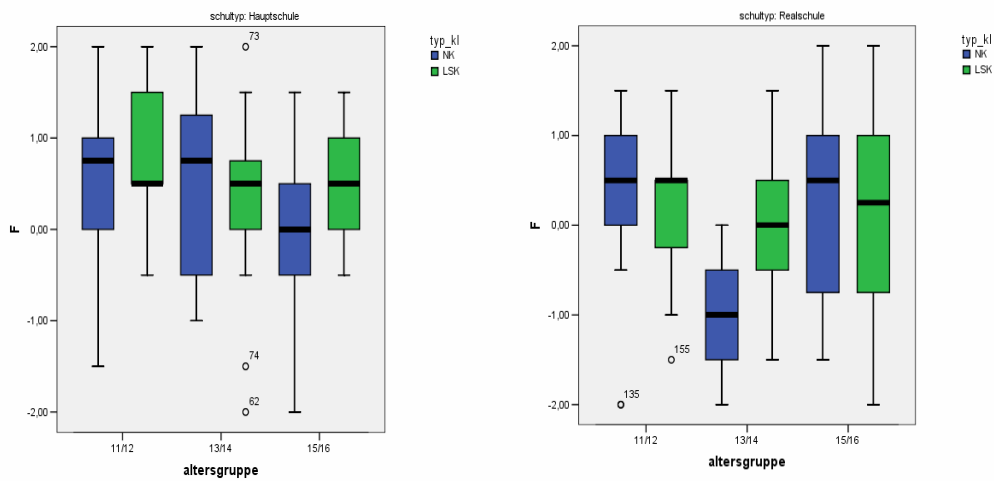 schultyp: Hauptschule
typ_kl
NK
LSK
F
2,00
1,00
0,00
-1,00
-2,00
73
74
62
11/12
13/14
15/16
altersgruppe
schultyp: Realschule
typ_kl
NK
LSK
F
2,00
1,00
0,00
-1,00
-2,00
135
155
11/12
13/14
15/16
altersgruppe